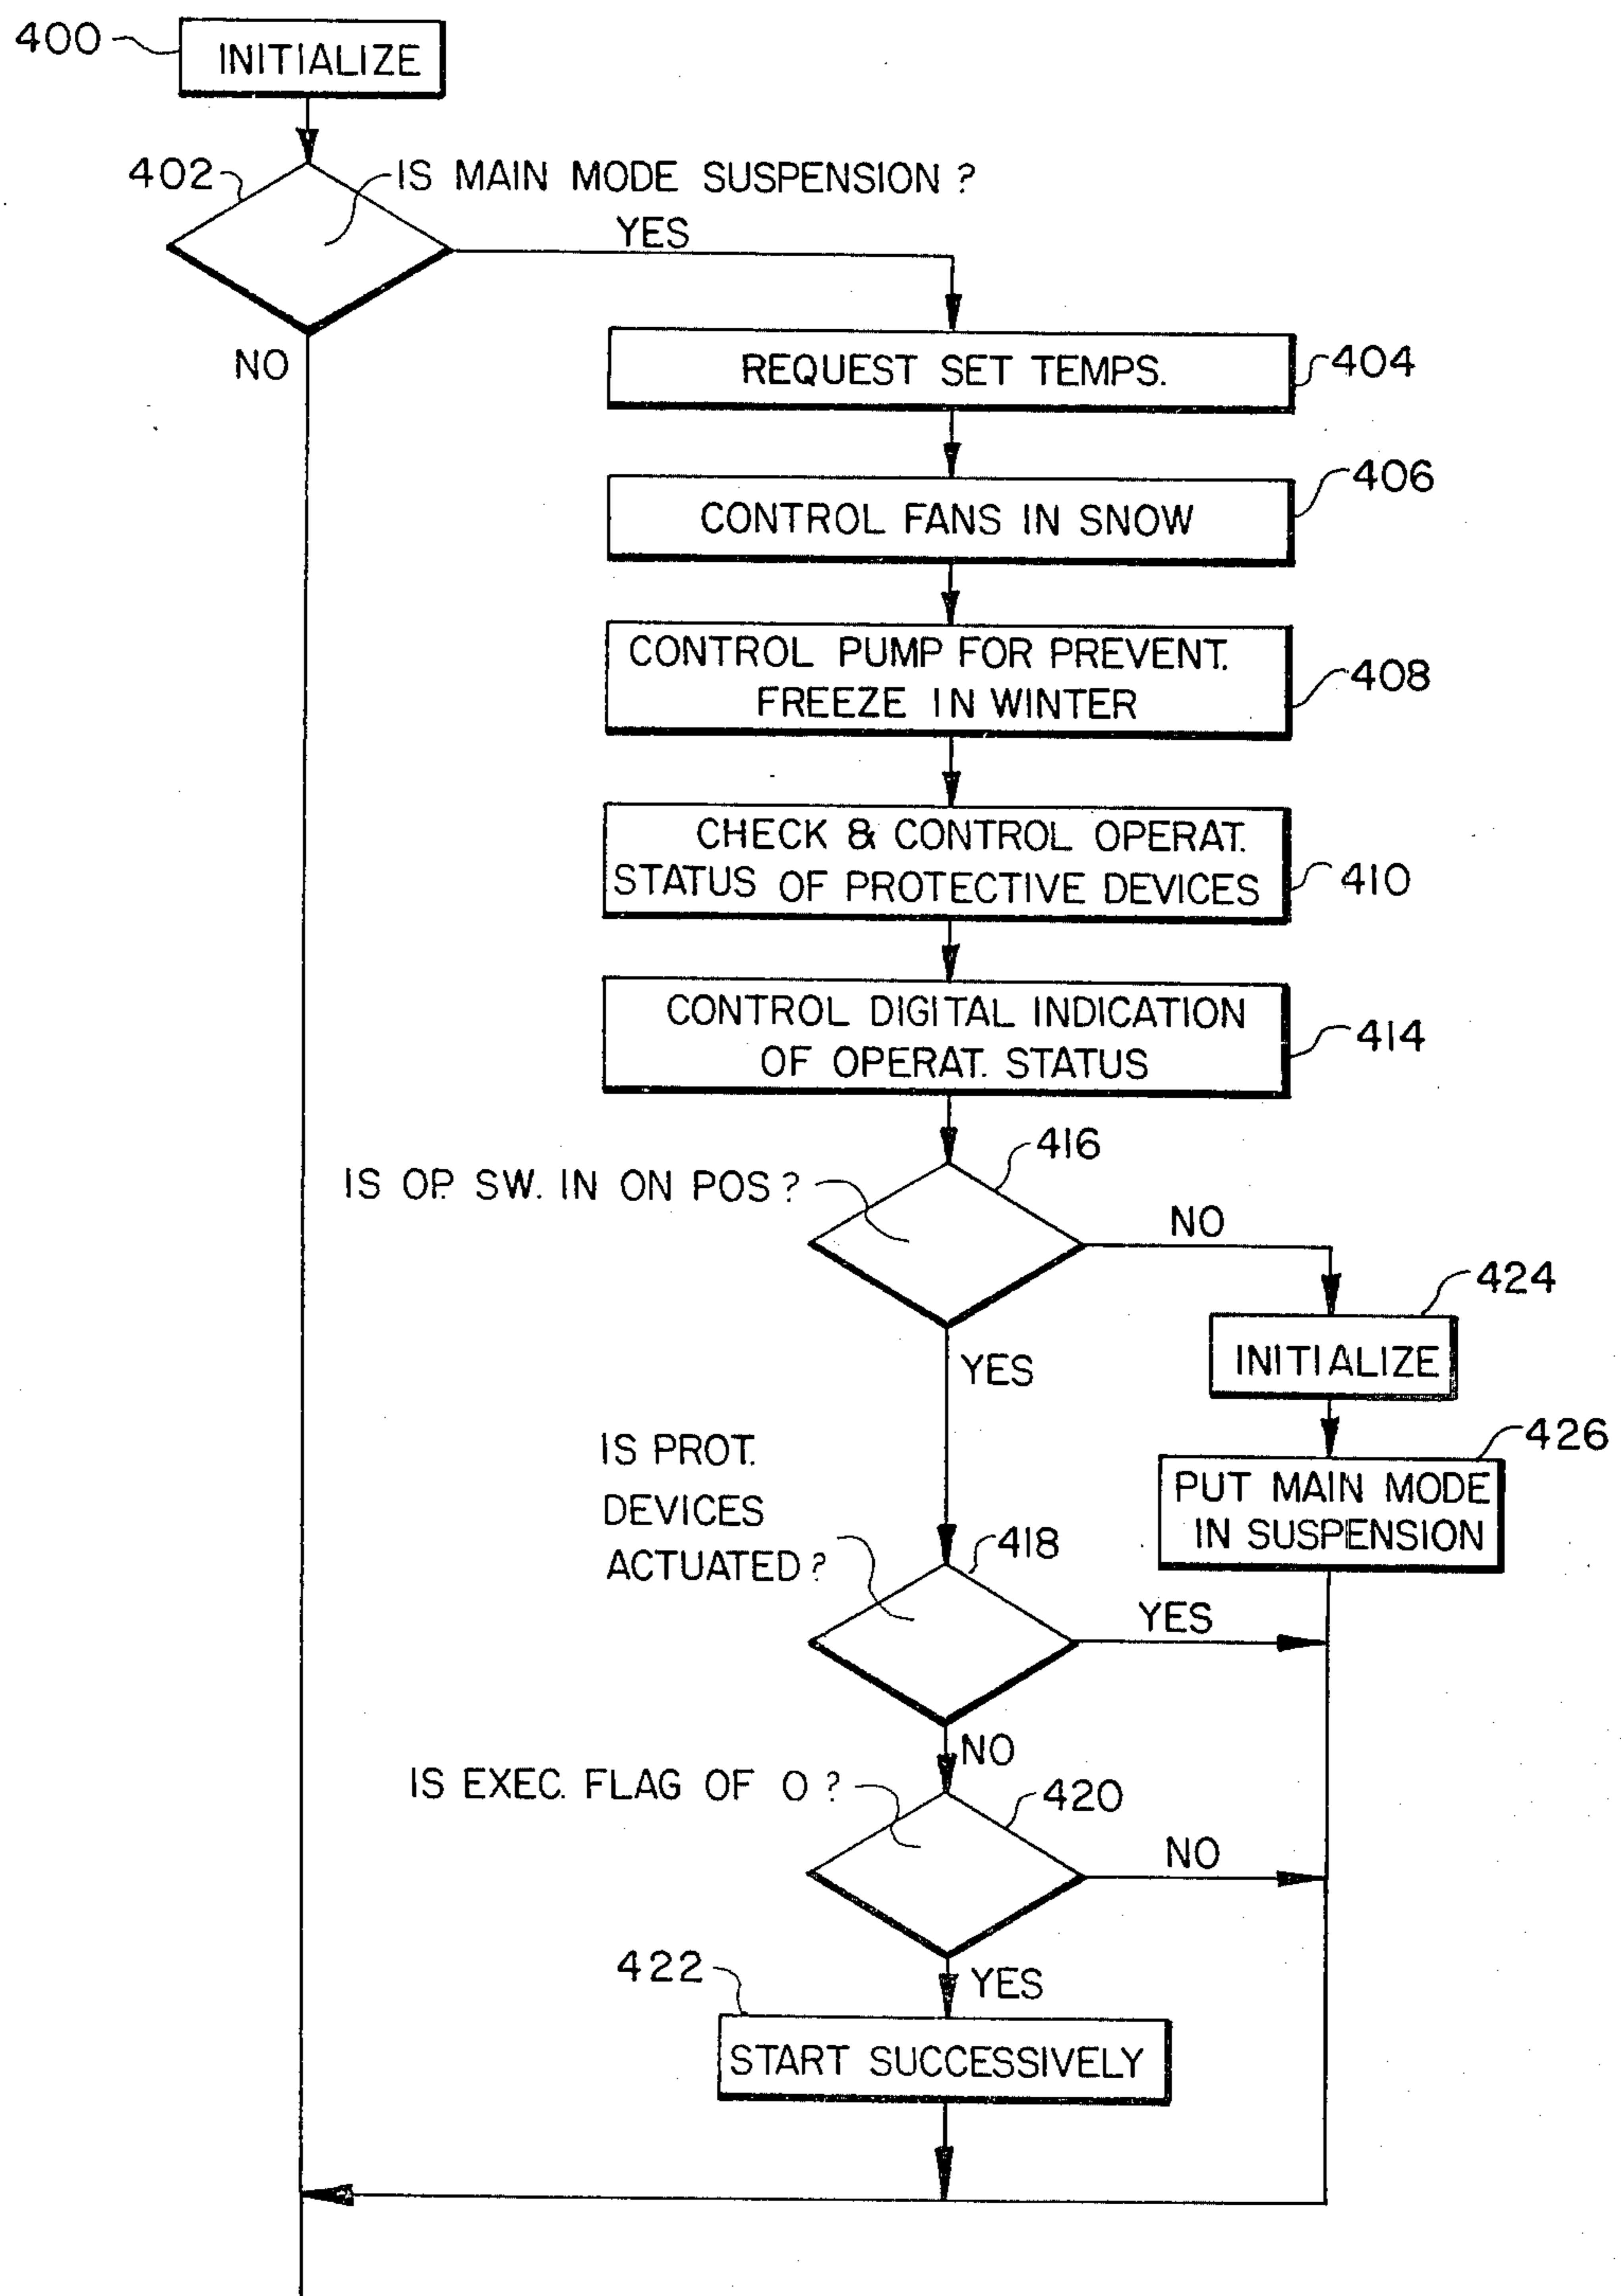 400
INITIALIZE
402
IS MAIN MODE SUSPENSION ?
YES
NO
REQUEST SET TEMPS.
404
406
CONTROL FANS IN SNOW
CONTROL PUMP FOR PREVENT.
FREEZE IN WINTER
408
CHECK & CONTROL OPERAT.
STATUS OF PROTECTIVE DEVICES
410
CONTROL DIGITAL INDICATION
OF OPERAT. STATUS
414
416
IS OP. SW. IN ON POS ?
NO
424
YES
INITIALIZE
426
IS PROT.
DEVICES
ACTUATED ?
PUT MAIN MODE
IN SUSPENSION
418
YES
NO
IS EXEC. FLAG OF O ?
420
NO
422
YES
START SUCCESSIVELY